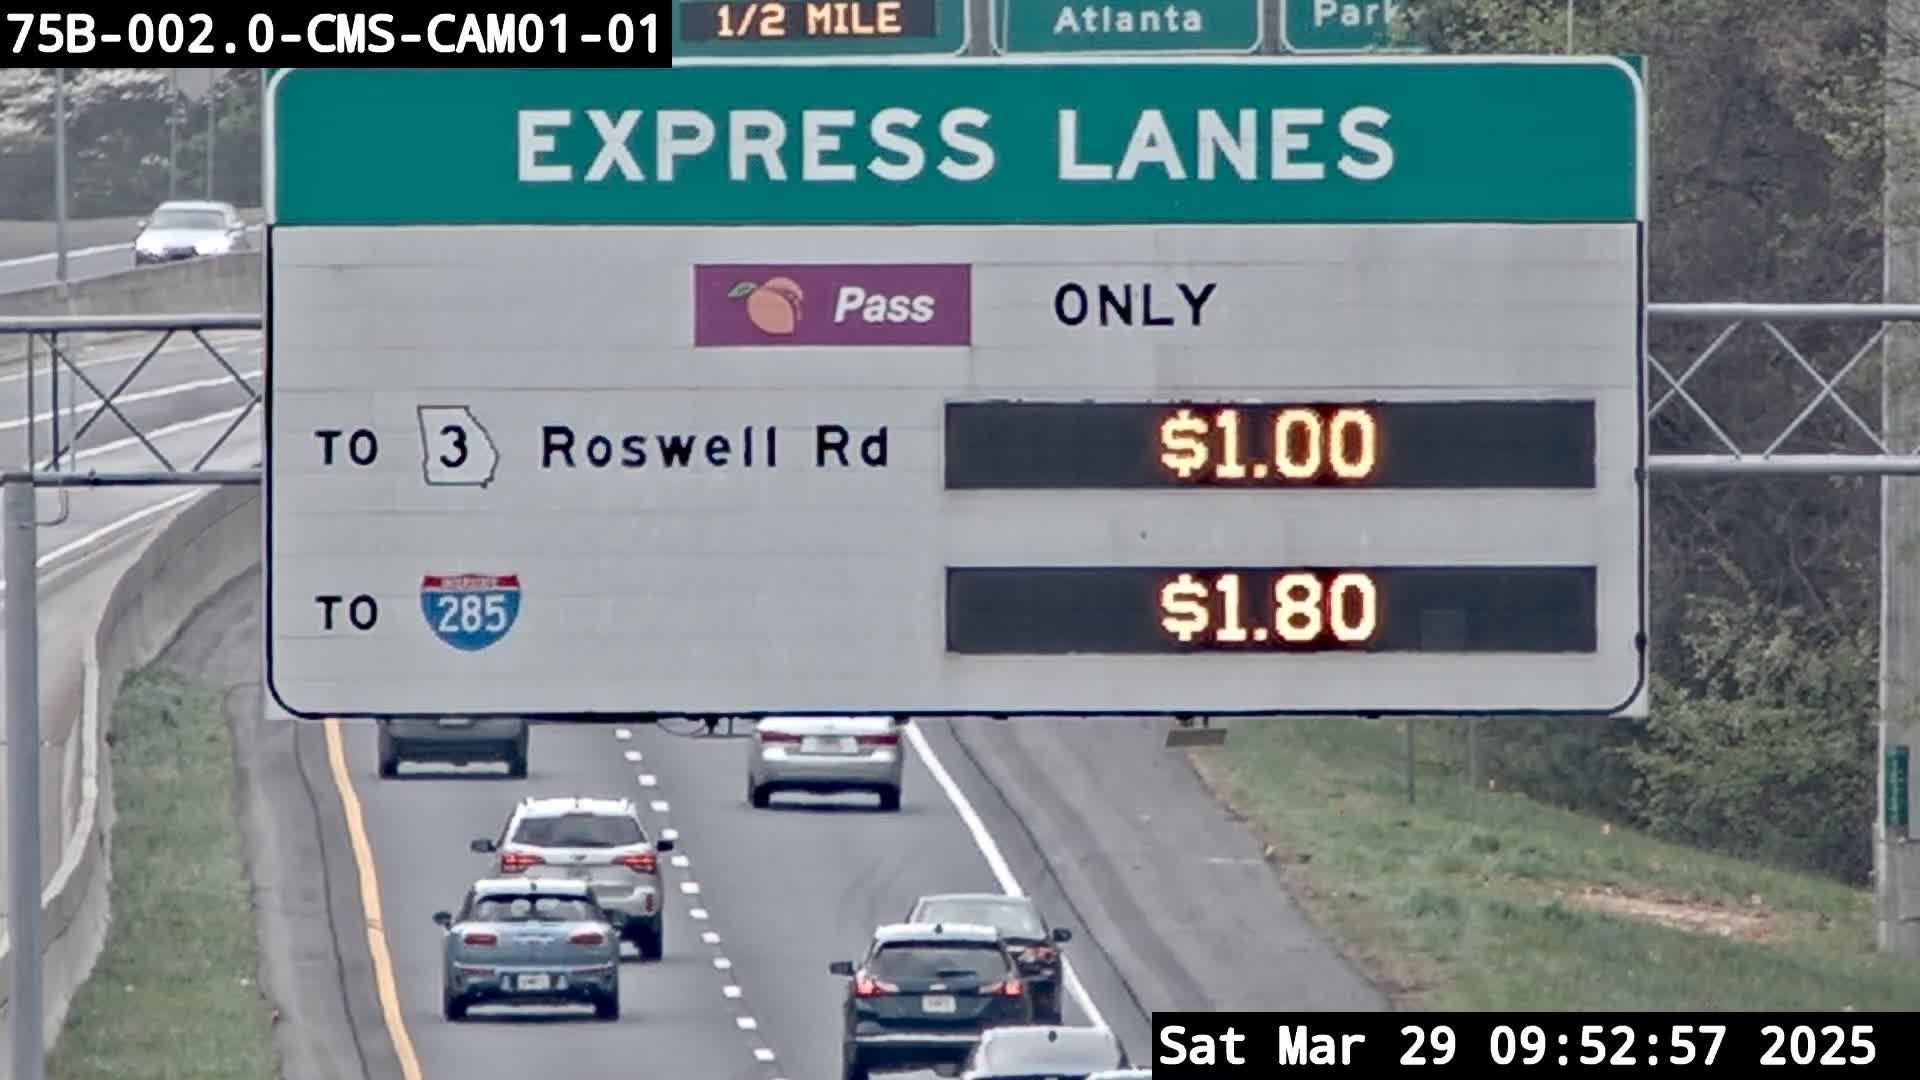 75B-002.0-CMS-CAM01-01
1/2 MILE
Atlanta
EXPRESS LANES
Pass ONLY
TO 3 Roswell Rd $1.00
TO INTERSTATE 285 $1.80
Sat Mar 29 09:52:57 2025